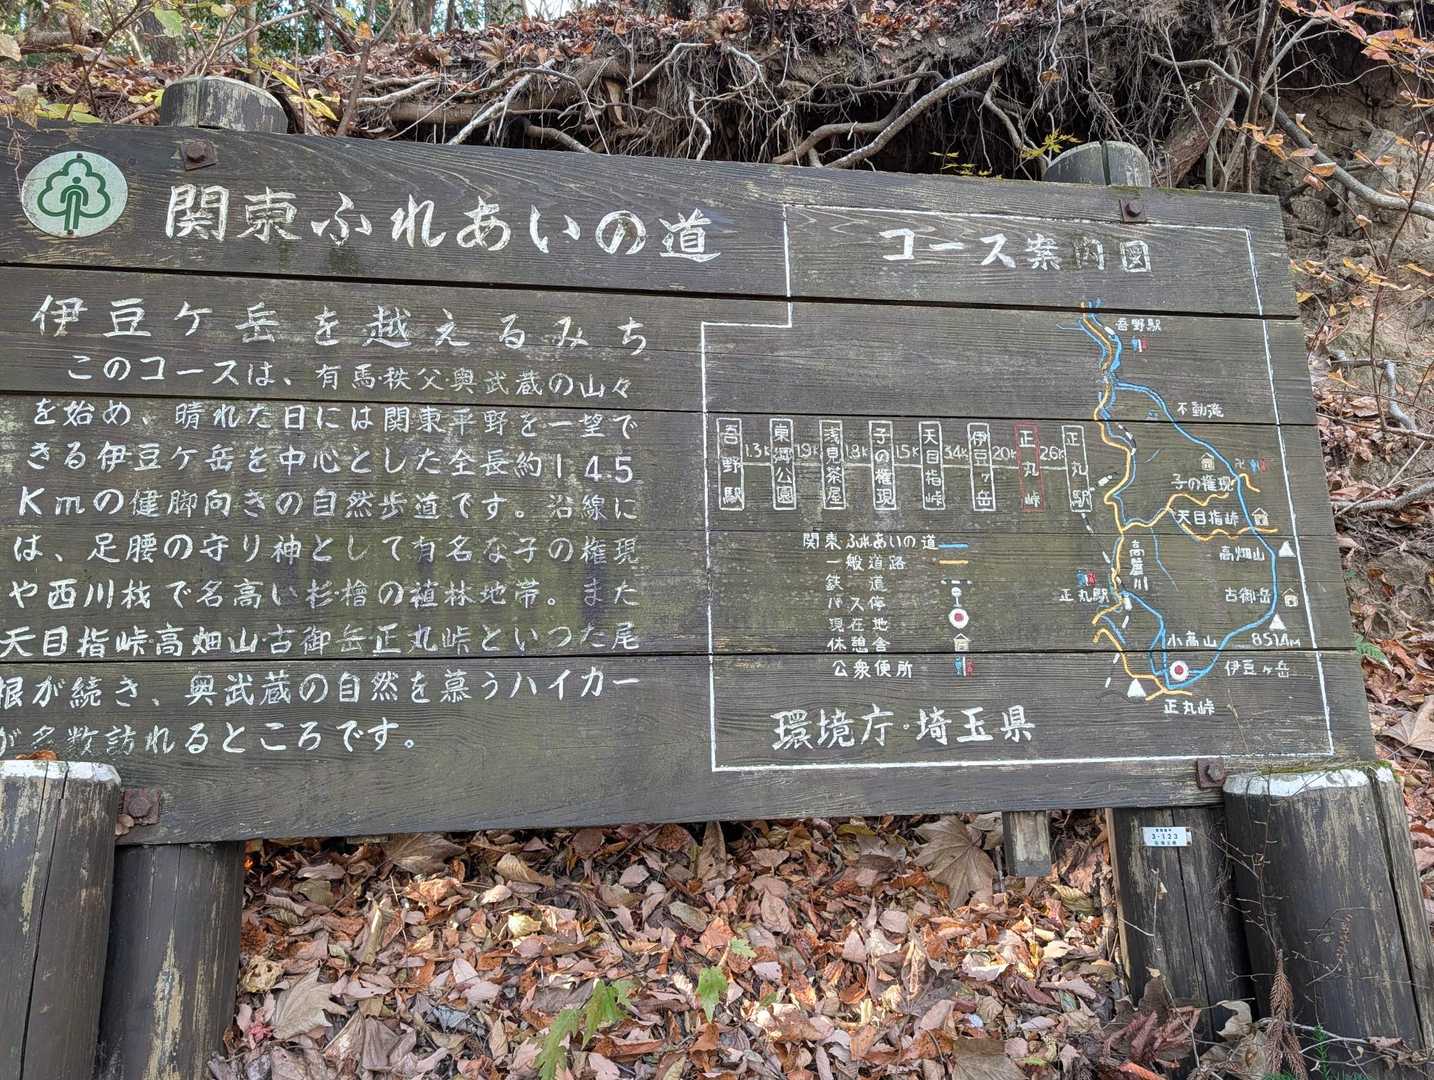 関東ふれあいの道
伊豆ケ岳を越えるみち
このコースは、有馬・秩父・奥武蔵の山々
を始め、晴れた日には関東平野を一望で
きる伊豆ケ岳を中心とした全長約14.5
Kmの健脚向きの自然歩道です。沿線に
は、足腰の守り神として有名な子の権現
や西川材で名高い杉・檜の植林地帯。また
天目指峠・高畑山・古御岳・正丸峠といつた尾
根が続き、奥武蔵の自然を慕うハイカー
が多数訪れるところです。
コース案内図
吾野駅 1.3K 東郷公園 1.9K 浅見茶屋 1.8K 子の権現 1.5K 天目指峠 3.4K 伊豆ヶ岳 2.0K 正丸峠 2.6K 正丸駅
関東ふれあいの道
一般道路
鉄道
バス停
現在地
休憩舎
公衆便所
環境庁・埼玉県
吾野駅
不動滝
子の権現
天目指峠
高麗川
高畑山
正丸駅
古御岳
小高山
851.4M
伊豆ヶ岳
正丸峠
3-123